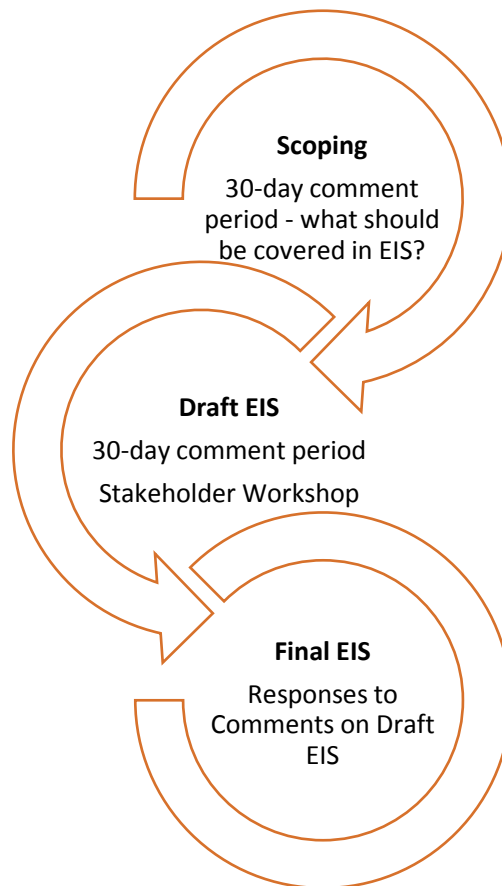 Scoping
30-day comment
period - what should
be covered in EIS?
Draft EIS
30-day comment period
Stakeholder Workshop
Final EIS
Responses to
Comments on Draft
EIS